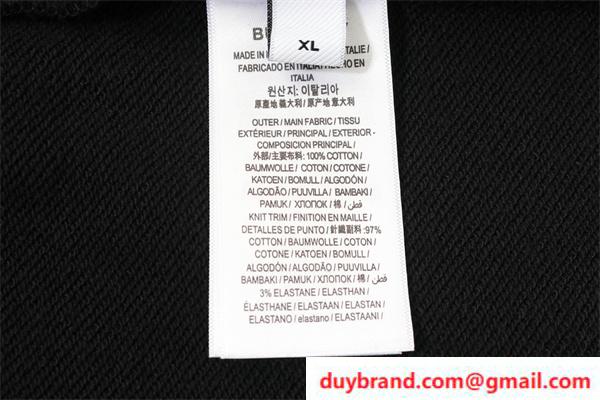 XL
MADE IN
FABRICADO EN ITALIA / HECHO EN
ITALIA
원산지: 이탈리아
原產地 義大利 / 原产地 意大利
OUTER / MAIN FABRIC / TISSU
EXTÉRIEUR / PRINCIPAL / EXTERIOR -
COMPOSICION PRINCIPAL /
外部/主要布料: 100% COTTON /
BAUMWOLLE / COTON / COTONE /
KATOEN / BOMULL / ALGODÓN /
ALGODÃO / PUUVILLA / BAMBAKI /
PAMUK / ХЛОПОК / 棉 / قطن
KNIT TRIM / FINITION EN MAILLE /
DETALLES DE PUNTO / 針織副料 : 97%
COTTON / BAUMWOLLE / COTON /
COTONE / KATOEN / BOMULL /
ALGODÓN / ALGODÃO / PUUVILLA /
BAMBAKI / PAMUK / ХЛОПОК / 棉 / قطن
3% ELASTANE / ELASTHAN /
ÉLASTHANE / ELASTAAN / ELASTAN /
ELASTANO / elastano / ELASTAANI /
duybrand.com@gmail.com